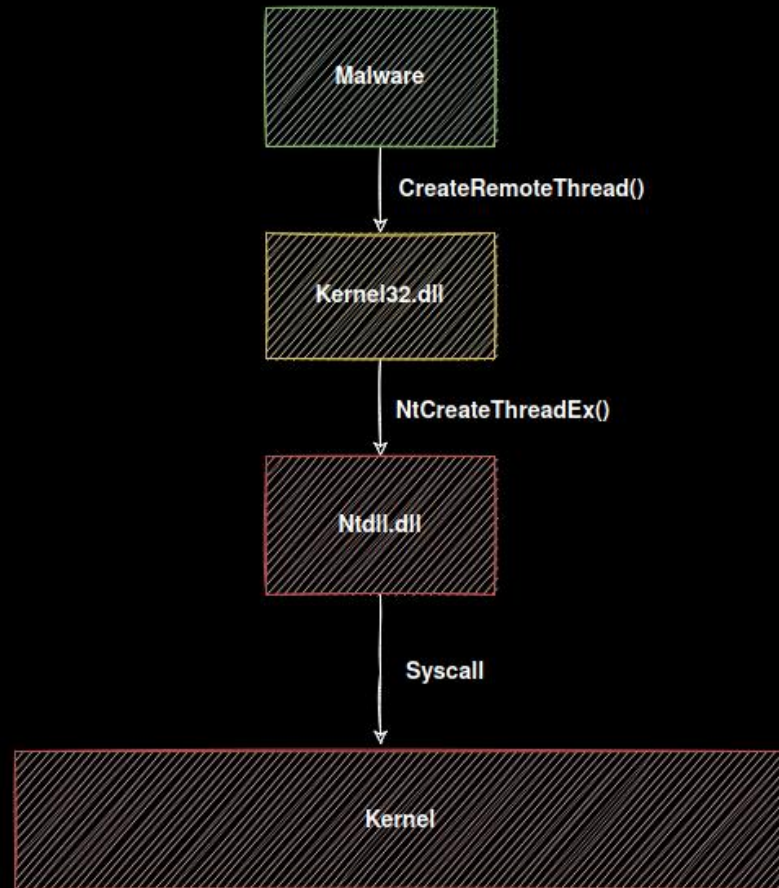 Malware
CreateRemoteThread()
Kernel32.dll
NtCreateThreadEx()
Ntdll.dll
Syscall
Kernel